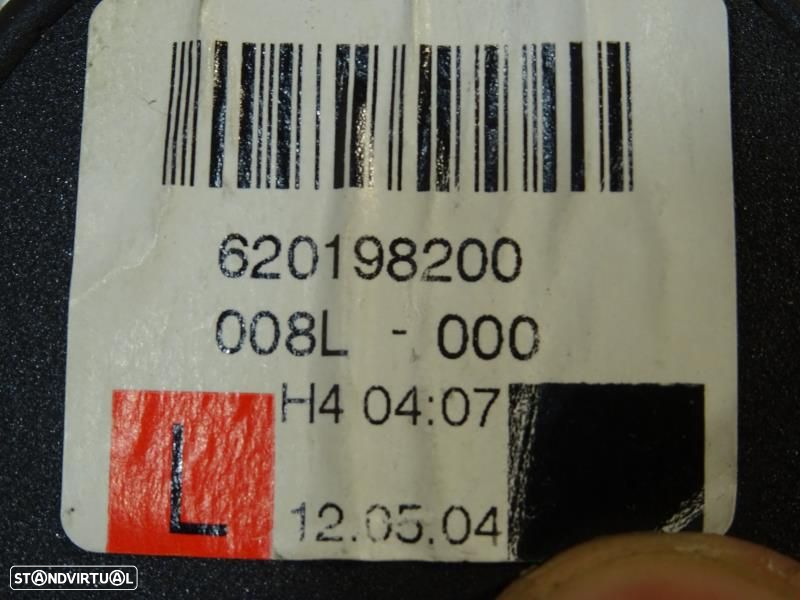 620198200
008L - 000
H4 04:07
L
12.05.04
STANDVIRTUAL